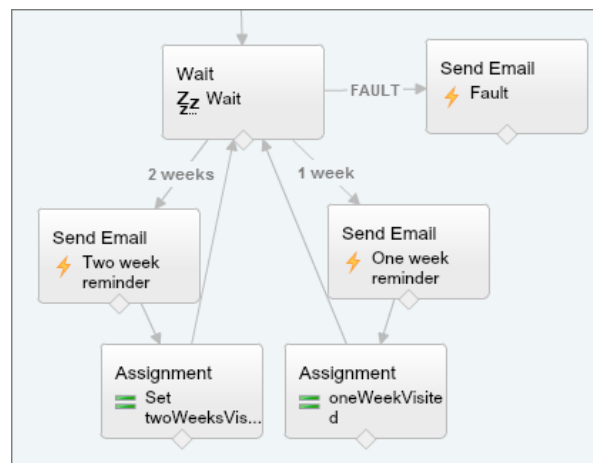 Wait
Wait
FAULT
Send Email
Fault
2 weeks
1 week
Send Email
Two week
reminder
Send Email
One week
reminder
Assignment
Set
twoWeeksVis...
Assignment
oneWeekVisite
d